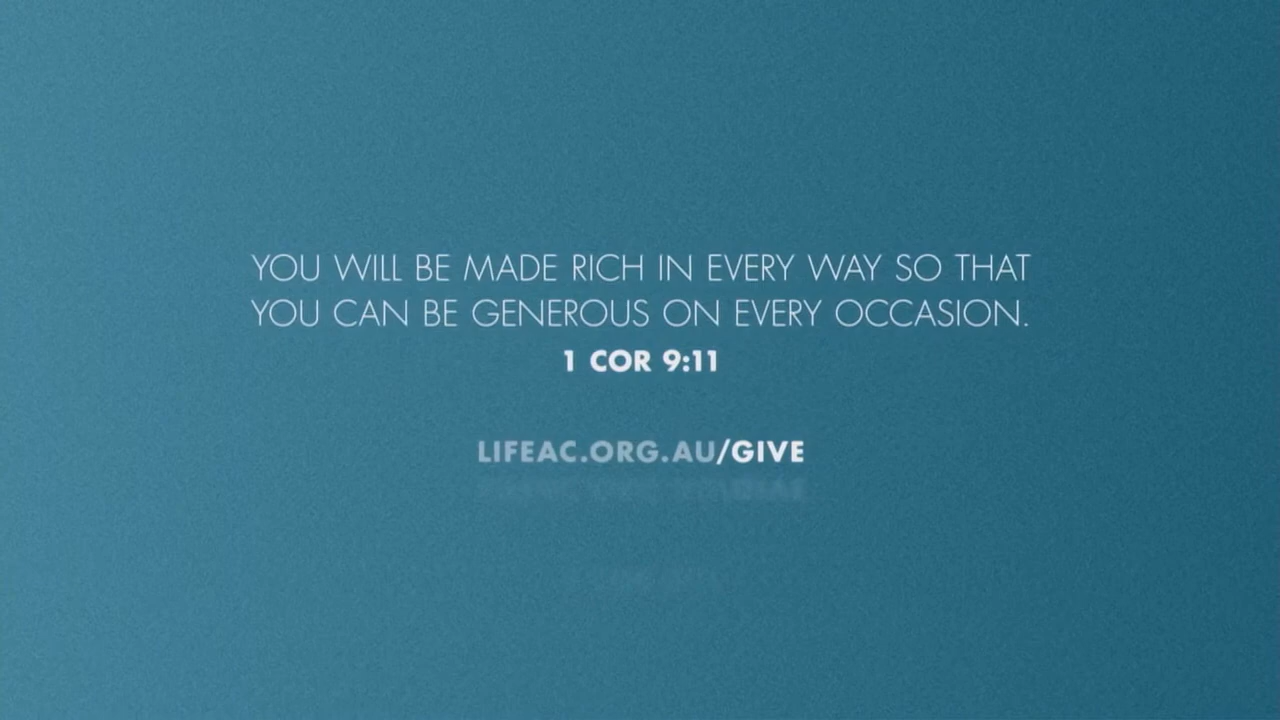 YOU WILL BE MADE RICH IN EVERY WAY SO THAT
YOU CAN BE GENEROUS ON EVERY OCCASION.
1 COR 9:11
LIFEAC.ORG.AU/GIVE